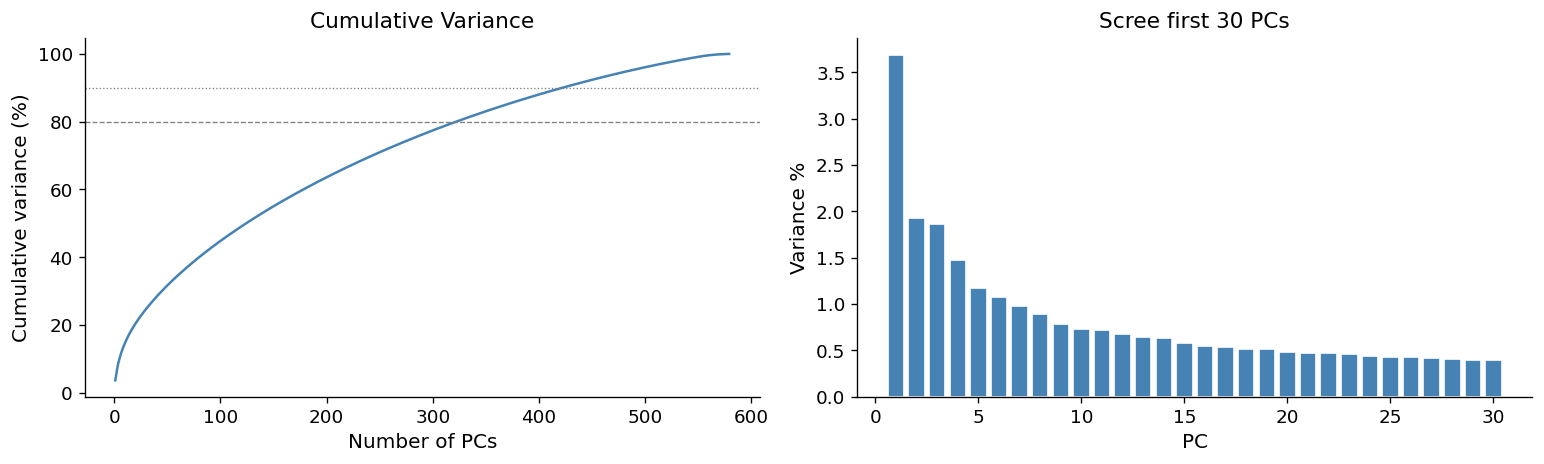 Cumulative Variance
Cumulative variance (%)
100
80
60
40
20
0
0 100 200 300 400 500 600
Number of PCs
Scree first 30 PCs
Variance %
3.5
3.0
2.5
2.0
1.5
1.0
0.5
0.0
0 5 10 15 20 25 30
PC